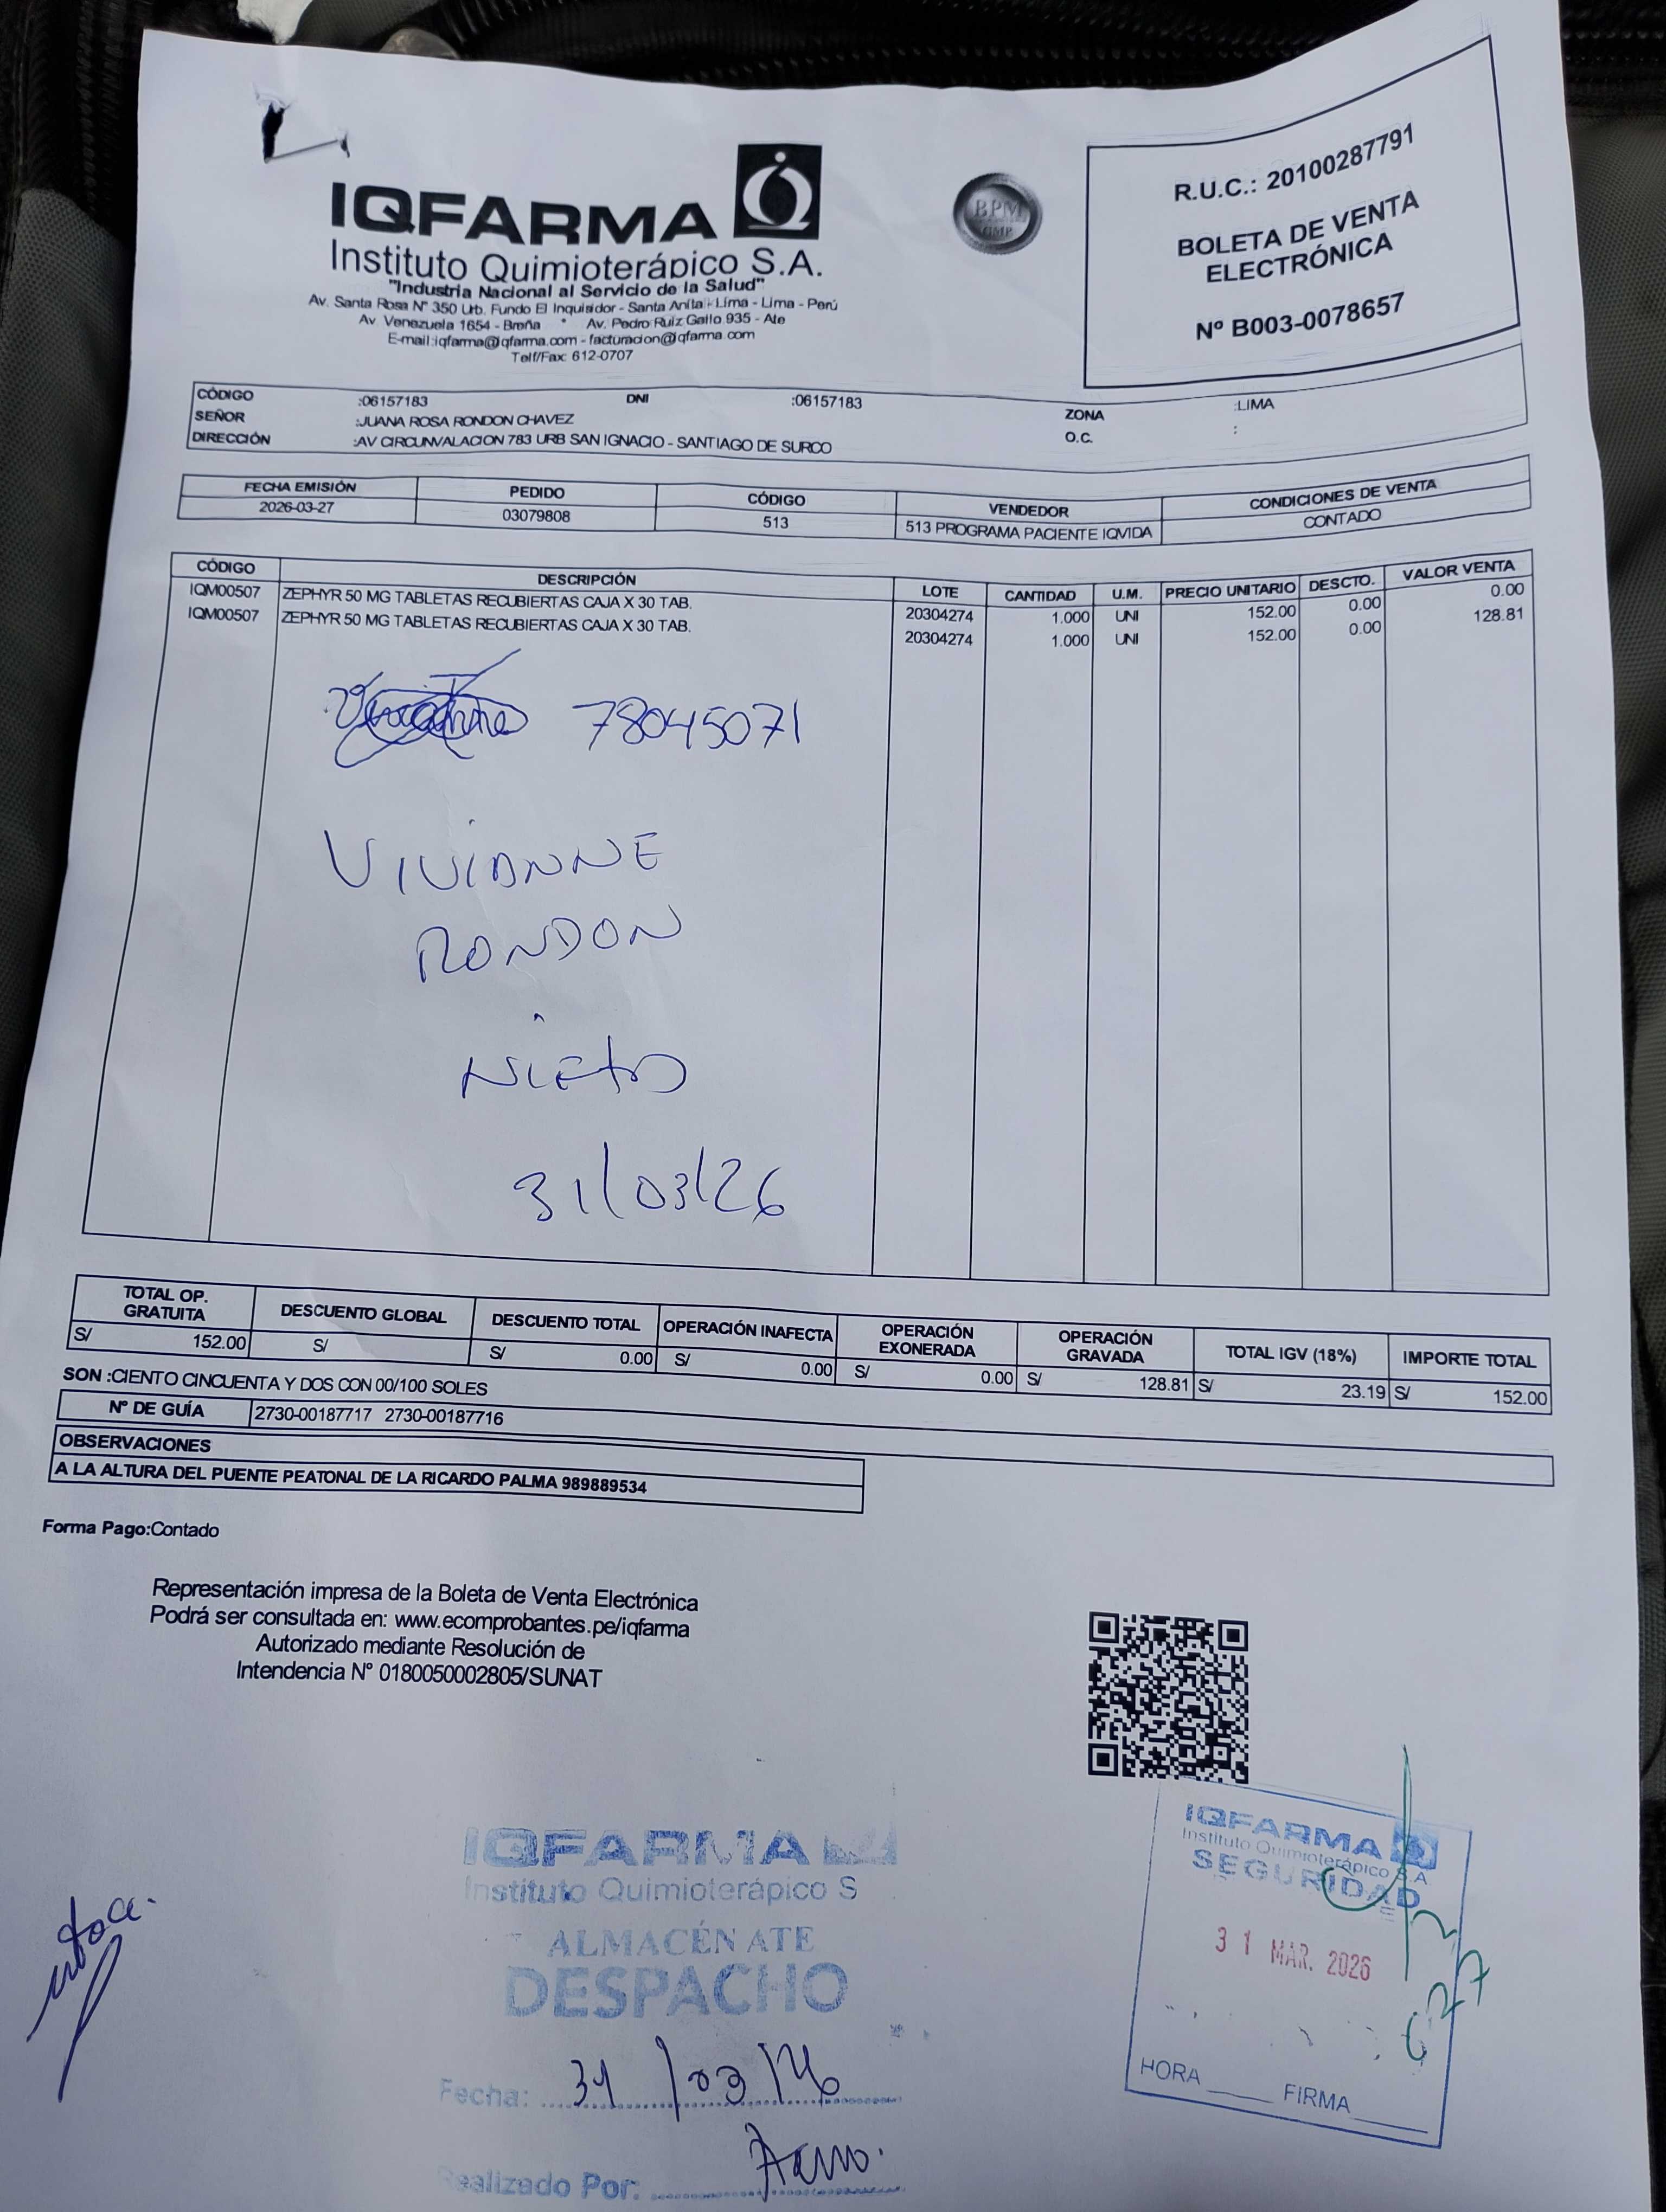 IQFARMA
Instituto Quimioterápico S.A.
"Industria Nacional al Servicio de la Salud"
Av. Santa Rosa N° 350 Urb. Fundo El Inquisidor - Santa Anita - Lima - Lima - Perú
Av. Venezuela 1654 - Breña * Av. Pedro Ruiz Gallo 935 - Ate
E-mail:iqfarma@iqfarma.com - facturacion@iqfarma.com
Telf/Fax: 612-0707
BPM
GMP
R.U.C.: 20100287791
BOLETA DE VENTA
ELECTRÓNICA
Nº B003-0078657
CÓDIGO :06157183 DNI :06157183 ZONA :LIMA
SEÑOR :JUANA ROSA RONDON CHAVEZ O.C. :
DIRECCIÓN :AV CIRCUNVALACION 783 URB SAN IGNACIO - SANTIAGO DE SURCO
FECHA EMISIÓN PEDIDO CÓDIGO VENDEDOR CONDICIONES DE VENTA
2026-03-27 03079808 513 513 PROGRAMA PACIENTE IQVIDA CONTADO
CÓDIGO DESCRIPCIÓN LOTE CANTIDAD U.M. PRECIO UNITARIO DESCTO. VALOR VENTA
IQM00507 ZEPHYR 50 MG TABLETAS RECUBIERTAS CAJA X 30 TAB. 20304274 1.000 UNI 152.00 0.00 0.00
IQM00507 ZEPHYR 50 MG TABLETAS RECUBIERTAS CAJA X 30 TAB. 20304274 1.000 UNI 152.00 0.00 128.81
78045071
VIVIANNE
RONDON
NIETO
31/03/26
TOTAL OP. GRATUITA DESCUENTO GLOBAL DESCUENTO TOTAL OPERACIÓN INAFECTA OPERACIÓN EXONERADA OPERACIÓN GRAVADA TOTAL IGV (18%) IMPORTE TOTAL
S/ 152.00 S/ S/ 0.00 S/ 0.00 S/ 0.00 S/ 128.81 S/ 23.19 S/ 152.00
SON :CIENTO CINCUENTA Y DOS CON 00/100 SOLES
Nº DE GUÍA 2730-00187717 2730-00187716
OBSERVACIONES
A LA ALTURA DEL PUENTE PEATONAL DE LA RICARDO PALMA 989889534
Forma Pago:Contado
Representación impresa de la Boleta de Venta Electrónica
Podrá ser consultada en: www.ecomprobantes.pe/iqfarma
Autorizado mediante Resolución de
Intendencia N° 0180050002805/SUNAT
IQFARMA
Instituto Quimioterápico S
ALMACÉN ATE
DESPACHO
Fecha: 31/03/26
Realizado Por:
IQFARMA
Instituto Quimioterápico S.A
SEGURIDAD
31 MAR. 2026
HORA FIRMA